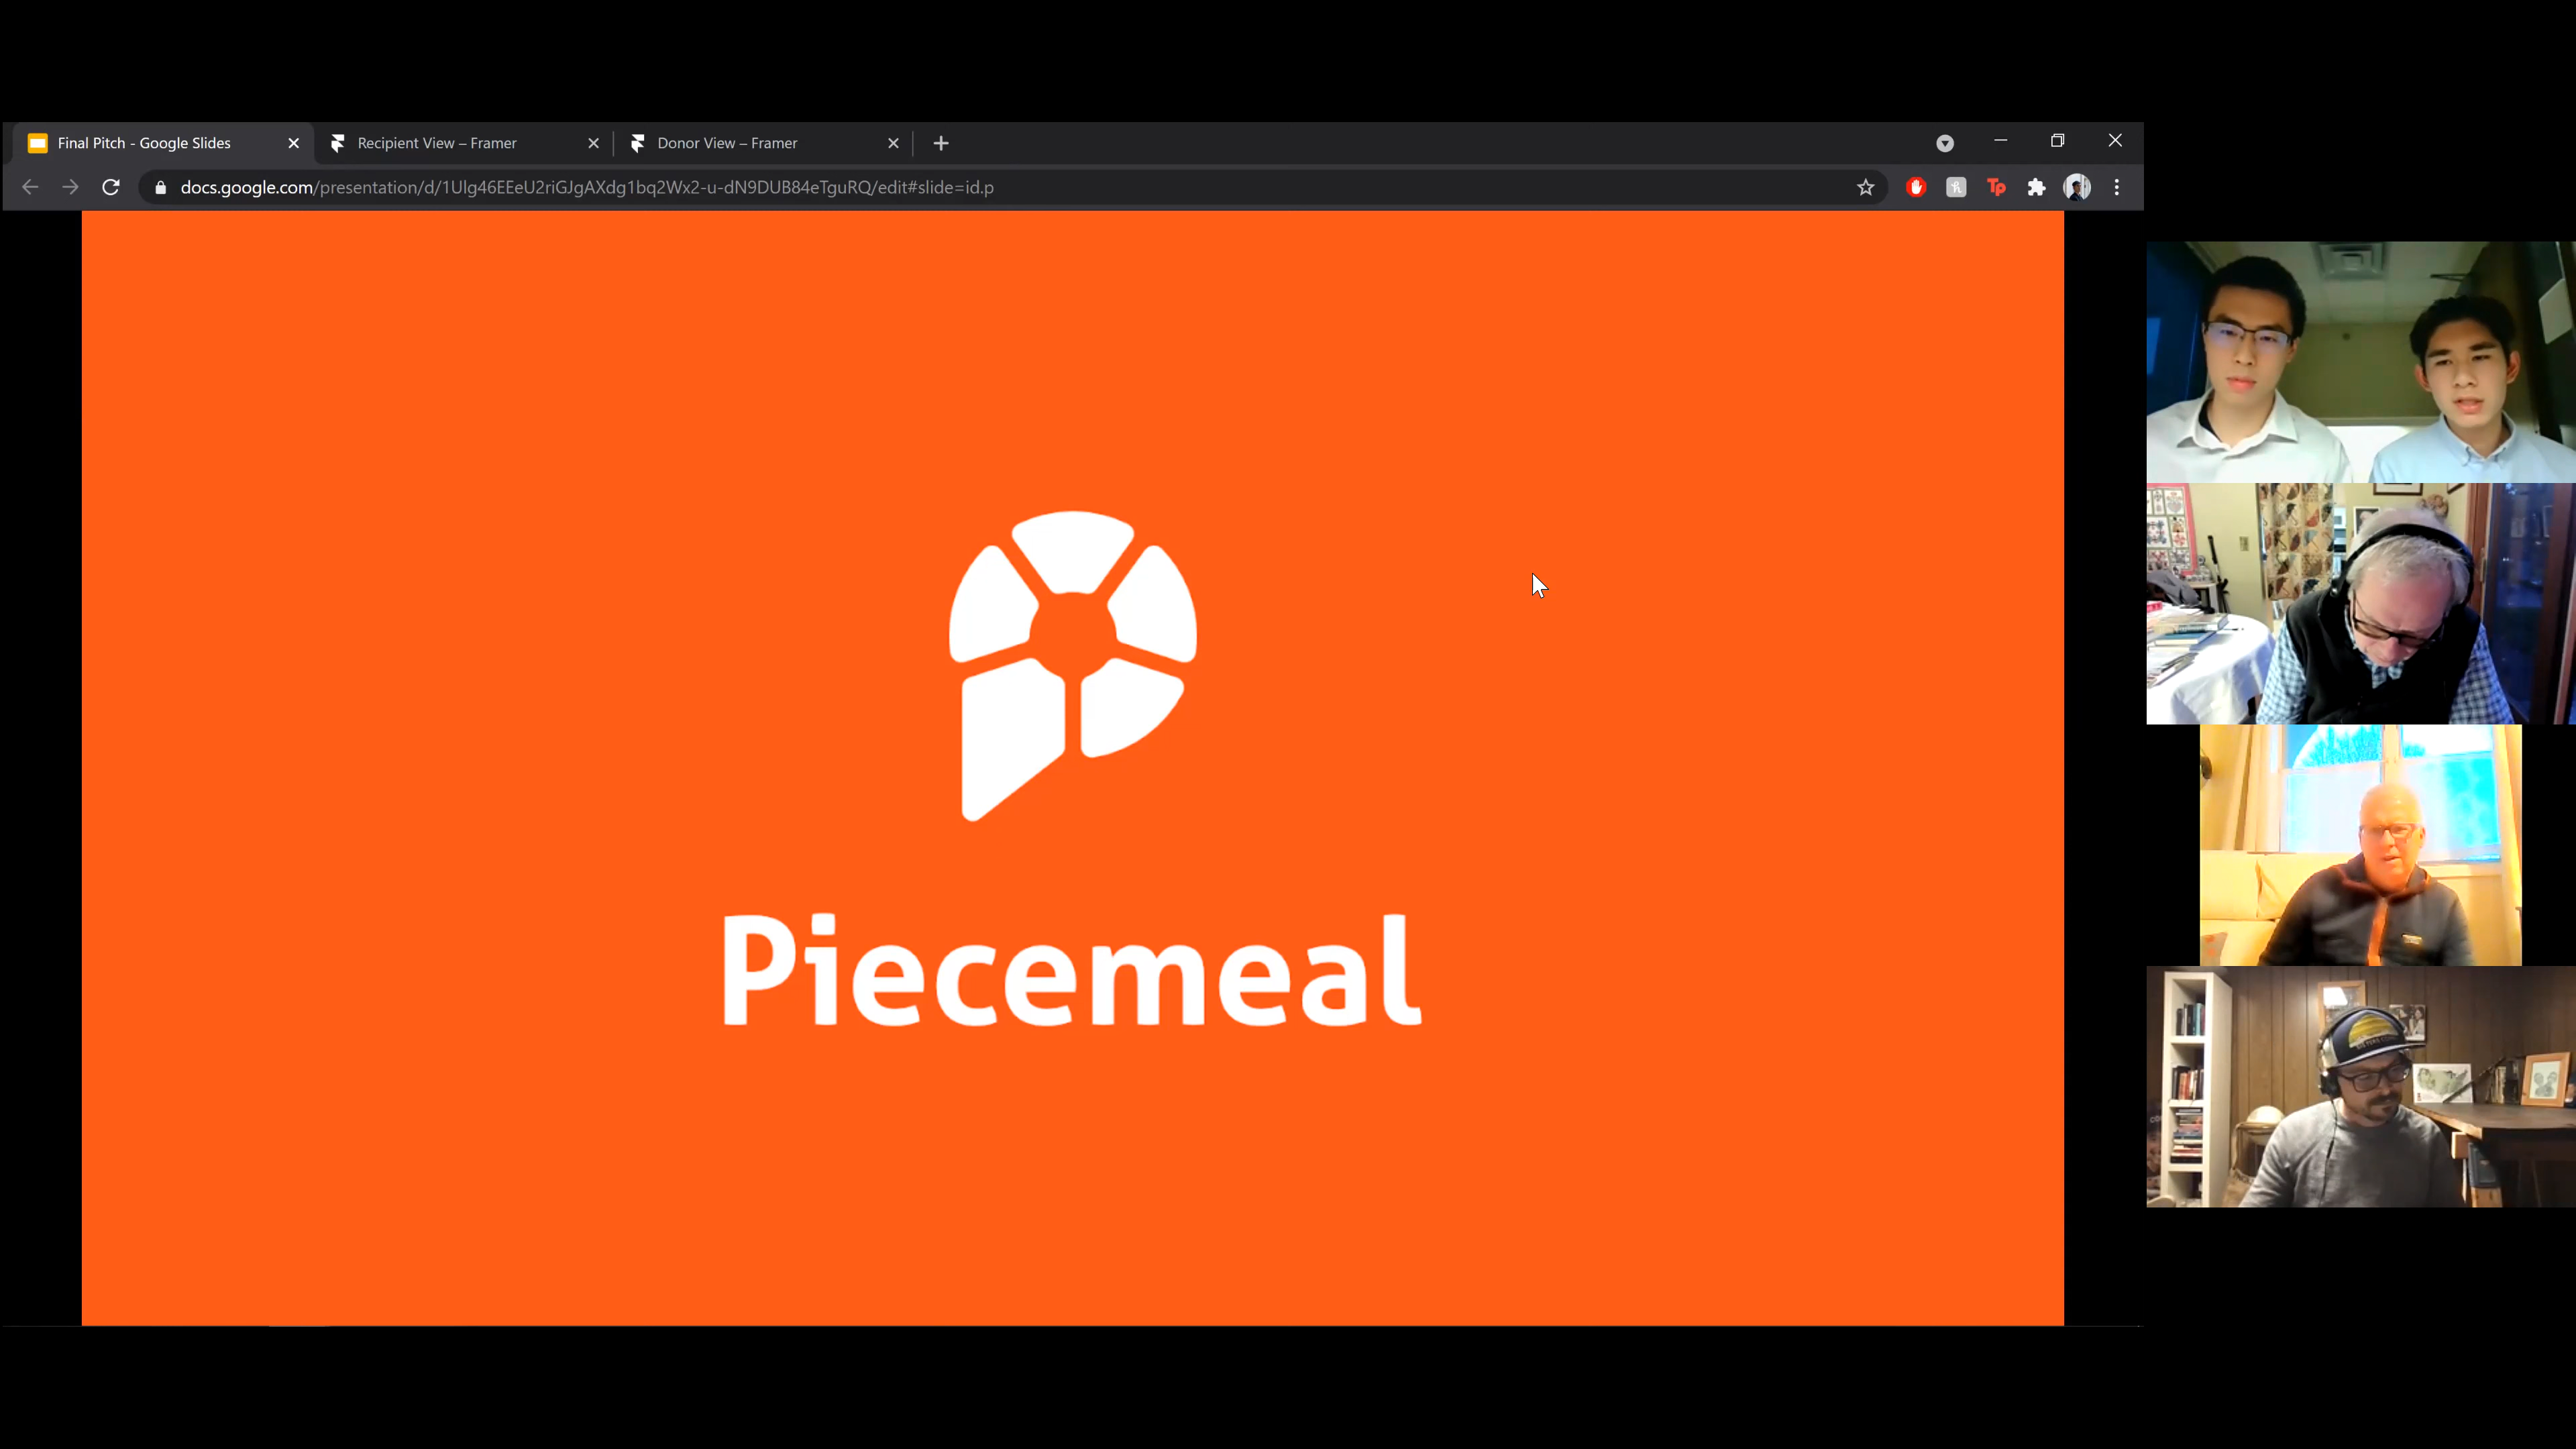 Final Pitch - Google Slides
Recipient View – Framer
Donor View – Framer
docs.google.com/presentation/d/1Ulg46EEeU2riGJgAXdg1bq2Wx2-u-dN9DUB84eTguRQ/edit#slide=id.p
Tp
Piecemeal